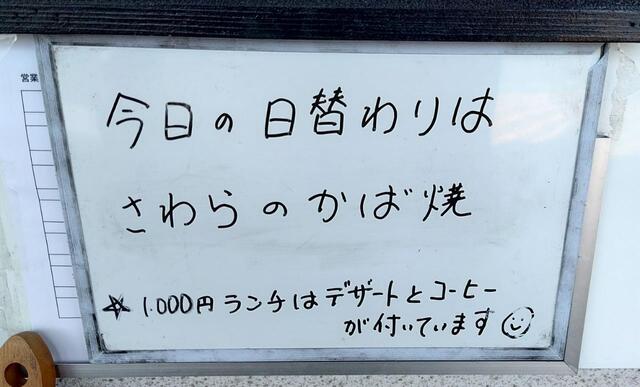 営業
今日の日替わりは
さわらのかば焼
☆1.000円ランチはデザートとコーヒー
が付いています☺